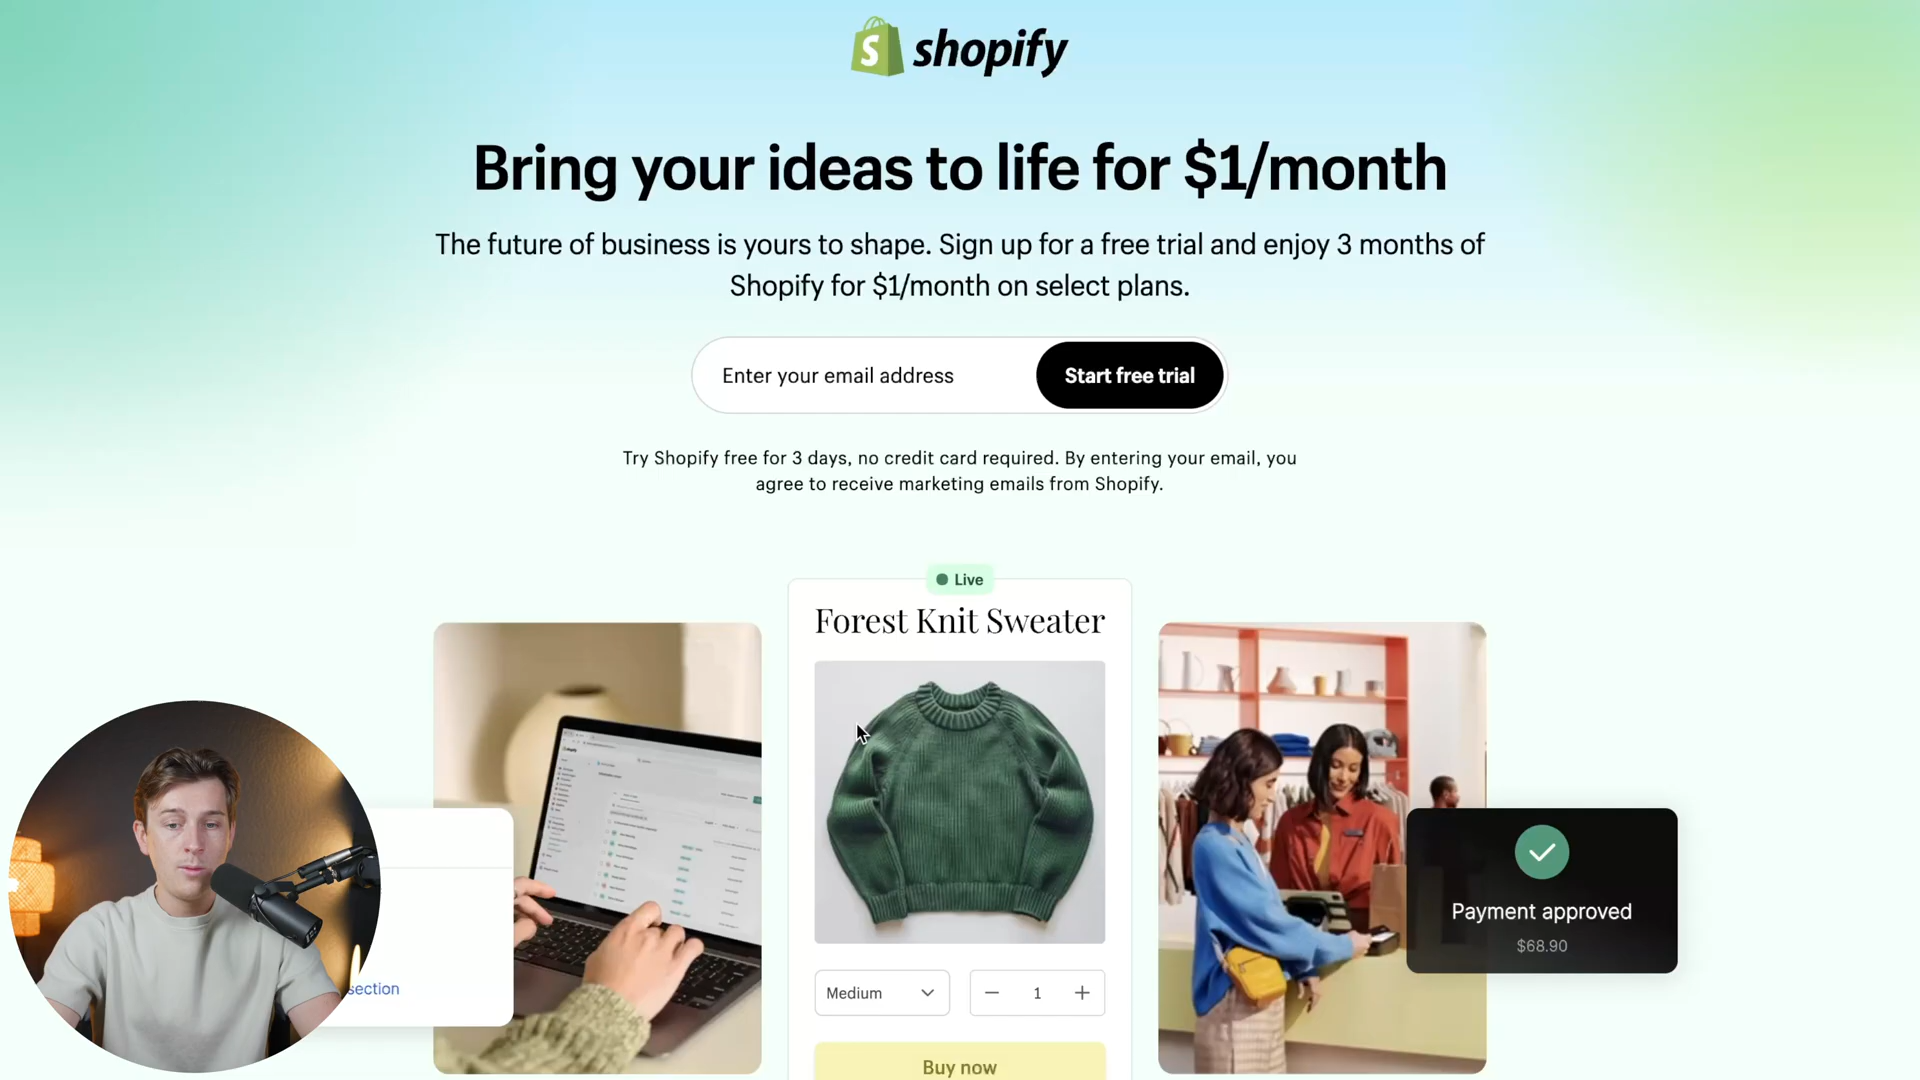 shopify
Bring your ideas to life for $1/month
The future of business is yours to shape. Sign up for a free trial and enjoy 3 months of
Shopify for $1/month on select plans.
Enter your email address
Start free trial
Try Shopify free for 3 days, no credit card required. By entering your email, you
agree to receive marketing emails from Shopify.
Live
Forest Knit Sweater
Payment approved
$68.90
section
Medium
1
Buy now